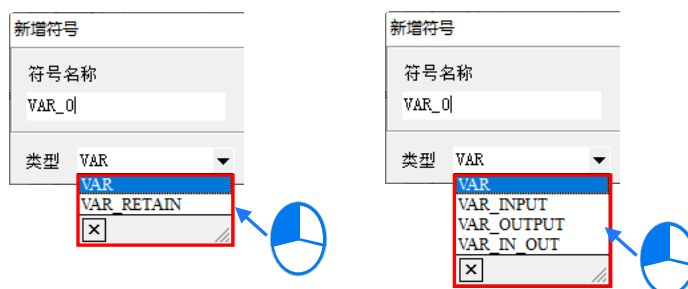 新增符号
符号名称
VAR_0
类型 VAR
VAR
VAR_RETAIN
新增符号
符号名称
VAR_0
类型 VAR
VAR
VAR_INPUT
VAR_OUTPUT
VAR_IN_OUT